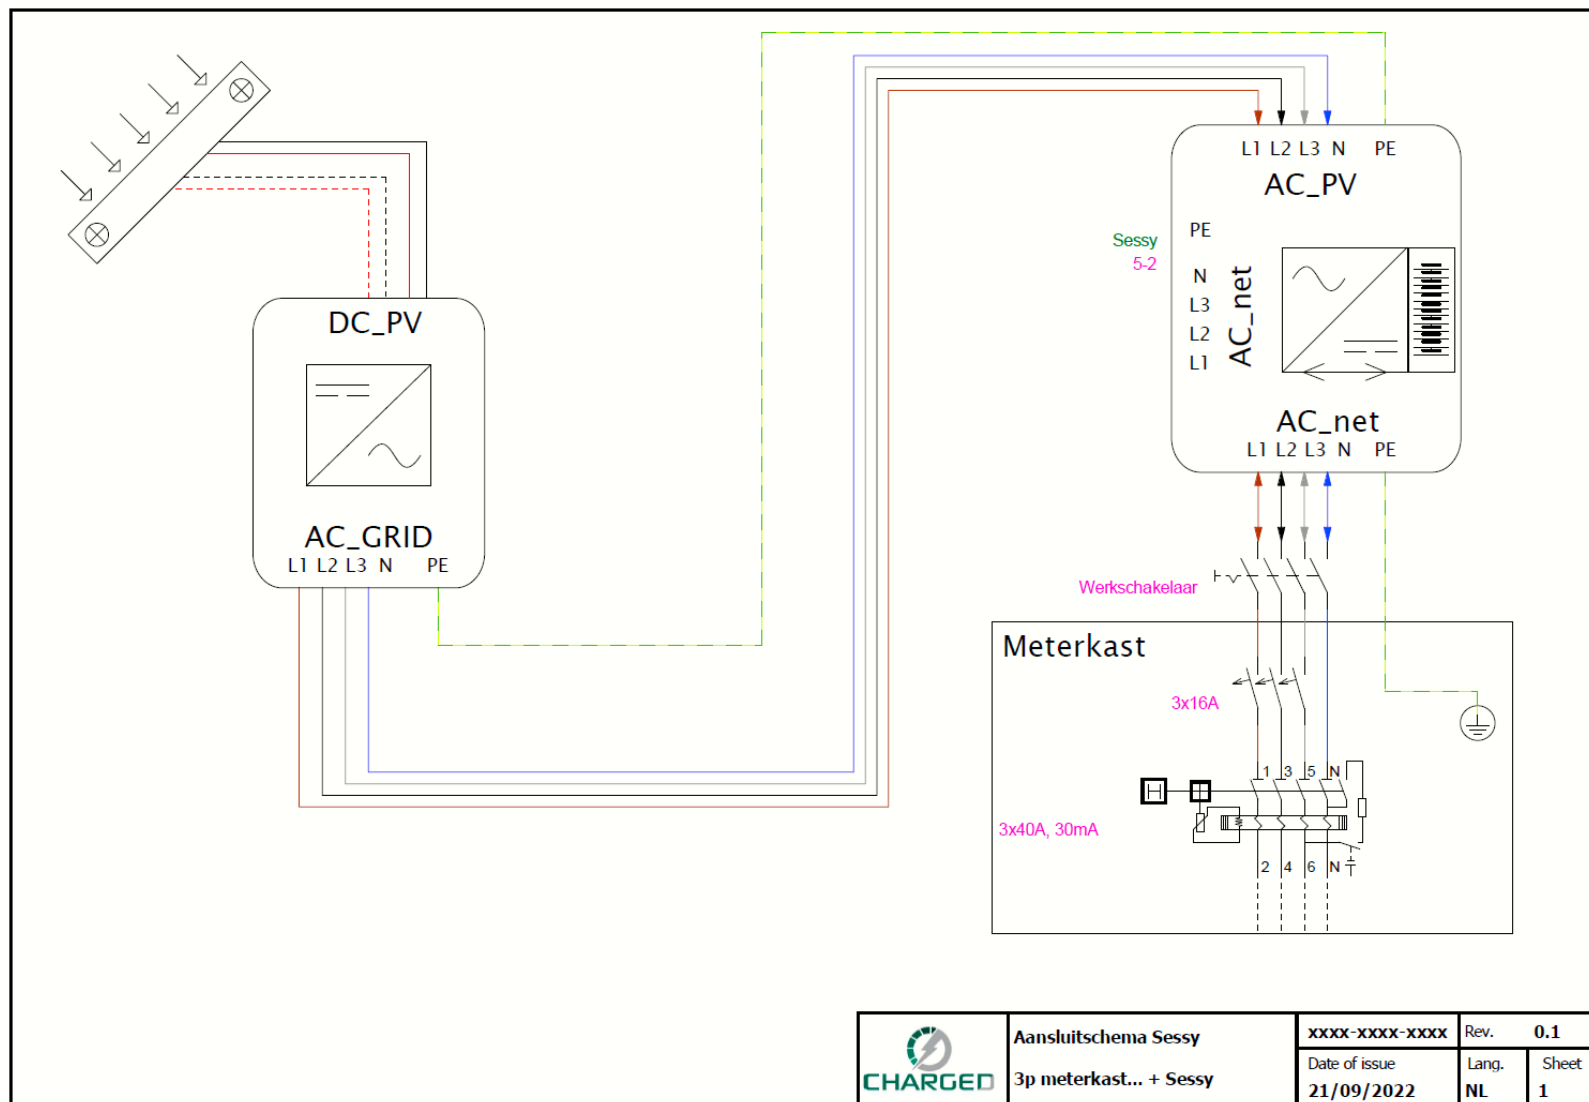 L1 L2 L3 N PE
AC_PV
Sessy
5-2
PE
N
L3
L2
L1
AC_net
AC_net
L1 L2 L3 N PE
DC_PV
AC_GRID
L1 L2 L3 N PE
Werkschakelaar
Meterkast
3x16A
1 3 5 N
H
3x40A, 30mA
2 4 6 N
CHARGED
Aansluitschema Sessy
3p meterkast... + Sessy
xxxx-xxxx-xxxx
Rev. 0.1
Date of issue
21/09/2022
Lang.
NL
Sheet
1